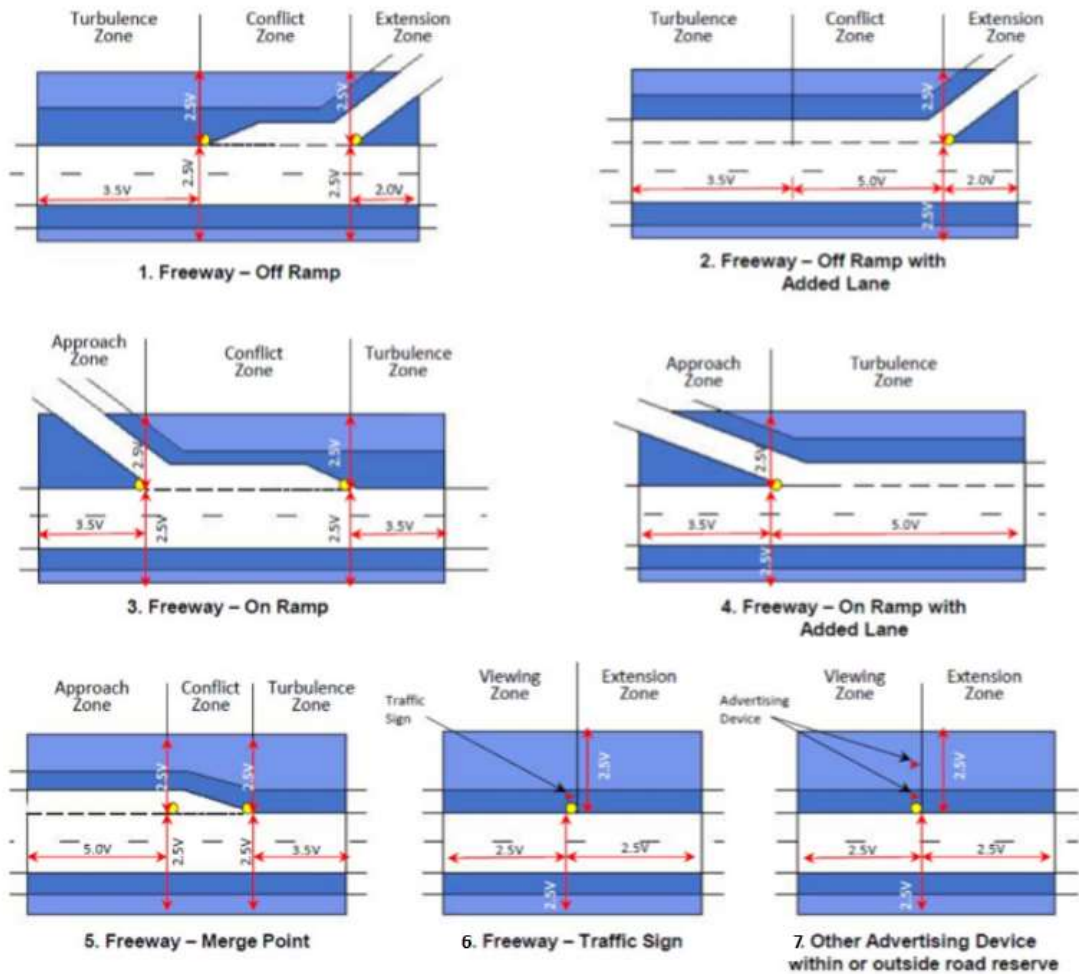 Turbulence Zone
Conflict Zone
Extension Zone
2.5V
2.5V
2.5V
2.5V
3.5V
2.0V
1. Freeway – Off Ramp
Turbulence Zone
Conflict Zone
Extension Zone
2.5V
3.5V
5.0V
2.0V
2.5V
2. Freeway – Off Ramp with
Added Lane
Approach Zone
Conflict Zone
Turbulence Zone
2.5V
2.5V
3.5V
2.5V
2.5V
3.5V
3. Freeway – On Ramp
Approach Zone
Turbulence Zone
2.5V
3.5V
5.0V
2.5V
4. Freeway – On Ramp with
Added Lane
Approach Zone
Conflict Zone
Turbulence Zone
2.5V
2.5V
5.0V
2.5V
2.5V
3.5V
5. Freeway – Merge Point
Viewing Zone
Extension Zone
Traffic
Sign
2.5V
2.5V
2.5V
2.5V
6. Freeway – Traffic Sign
Viewing Zone
Extension Zone
Advertising
Device
2.5V
2.5V
2.5V
2.5V
7. Other Advertising Device
within or outside road reserve